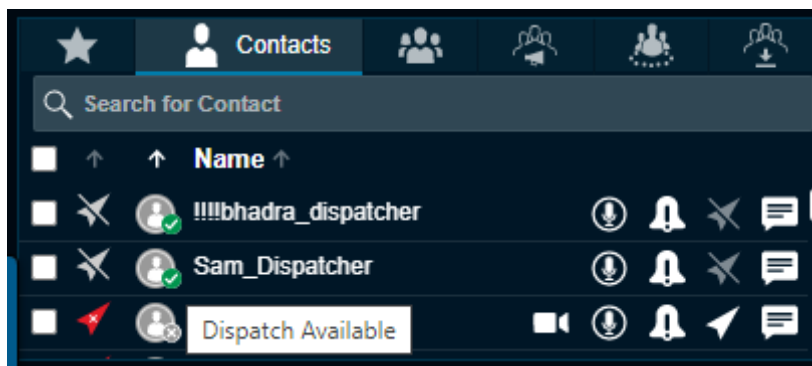 Contacts
Search for Contact
Name
!!!!bhadra_dispatcher
Sam_Dispatcher
Dispatch Available